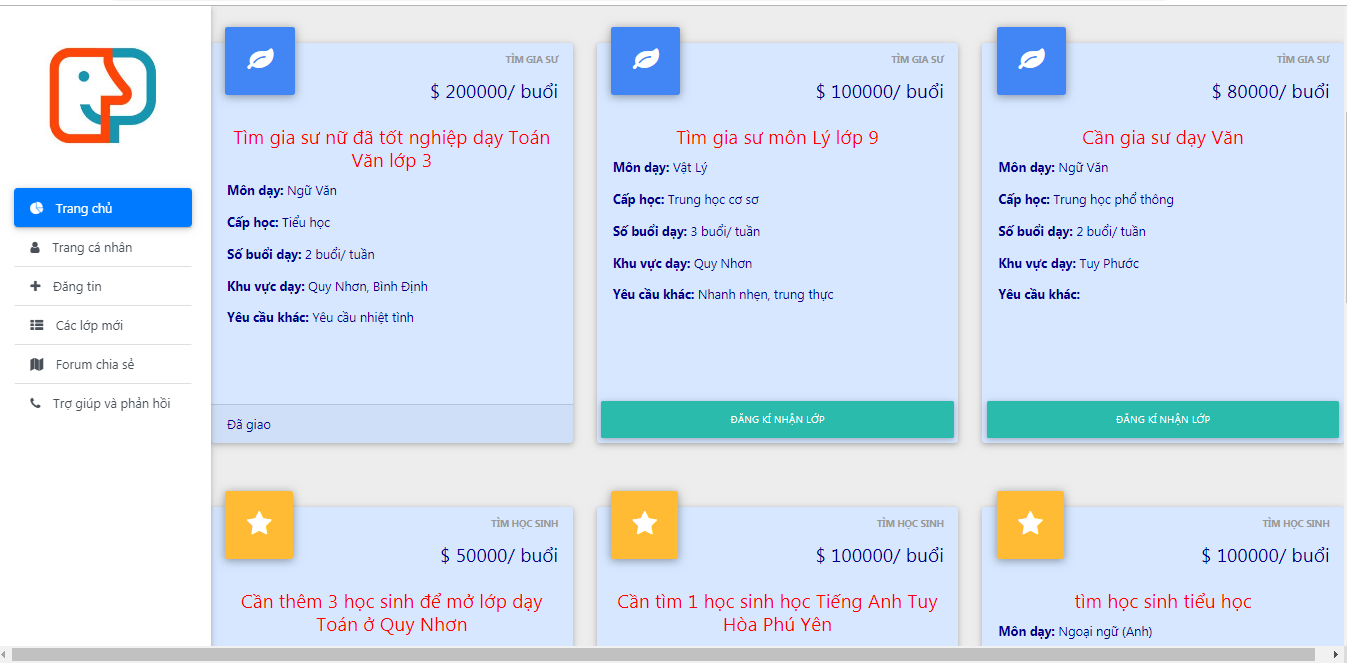 Trang chủ
Trang cá nhân
Đăng tin
Các lớp mới
Forum chia sẻ
Trợ giúp và phản hồi
TÌM GIA SƯ
$ 200000/ buổi
Tìm gia sư nữ đã tốt nghiệp dạy Toán
Văn lớp 3
Môn dạy: Ngữ Văn
Cấp học: Tiểu học
Số buổi dạy: 2 buổi/ tuần
Khu vực dạy: Quy Nhơn, Bình Định
Yêu cầu khác: Yêu cầu nhiệt tình
Đã giao
TÌM GIA SƯ
$ 100000/ buổi
Tìm gia sư môn Lý lớp 9
Môn dạy: Vật Lý
Cấp học: Trung học cơ sơ
Số buổi dạy: 3 buổi/ tuần
Khu vực dạy: Quy Nhơn
Yêu cầu khác: Nhanh nhẹn, trung thực
ĐĂNG KÍ NHẬN LỚP
TÌM GIA SƯ
$ 80000/ buổi
Cần gia sư dạy Văn
Môn dạy: Ngữ Văn
Cấp học: Trung học phổ thông
Số buổi dạy: 2 buổi/ tuần
Khu vực dạy: Tuy Phước
Yêu cầu khác:
ĐĂNG KÍ NHẬN LỚP
TÌM HỌC SINH
$ 50000/ buổi
Cần thêm 3 học sinh để mở lớp dạy
Toán ở Quy Nhơn
TÌM HỌC SINH
$ 100000/ buổi
Cần tìm 1 học sinh học Tiếng Anh Tuy
Hòa Phú Yên
TÌM HỌC SINH
$ 100000/ buổi
tìm học sinh tiểu học
Môn dạy: Ngoại ngữ (Anh)